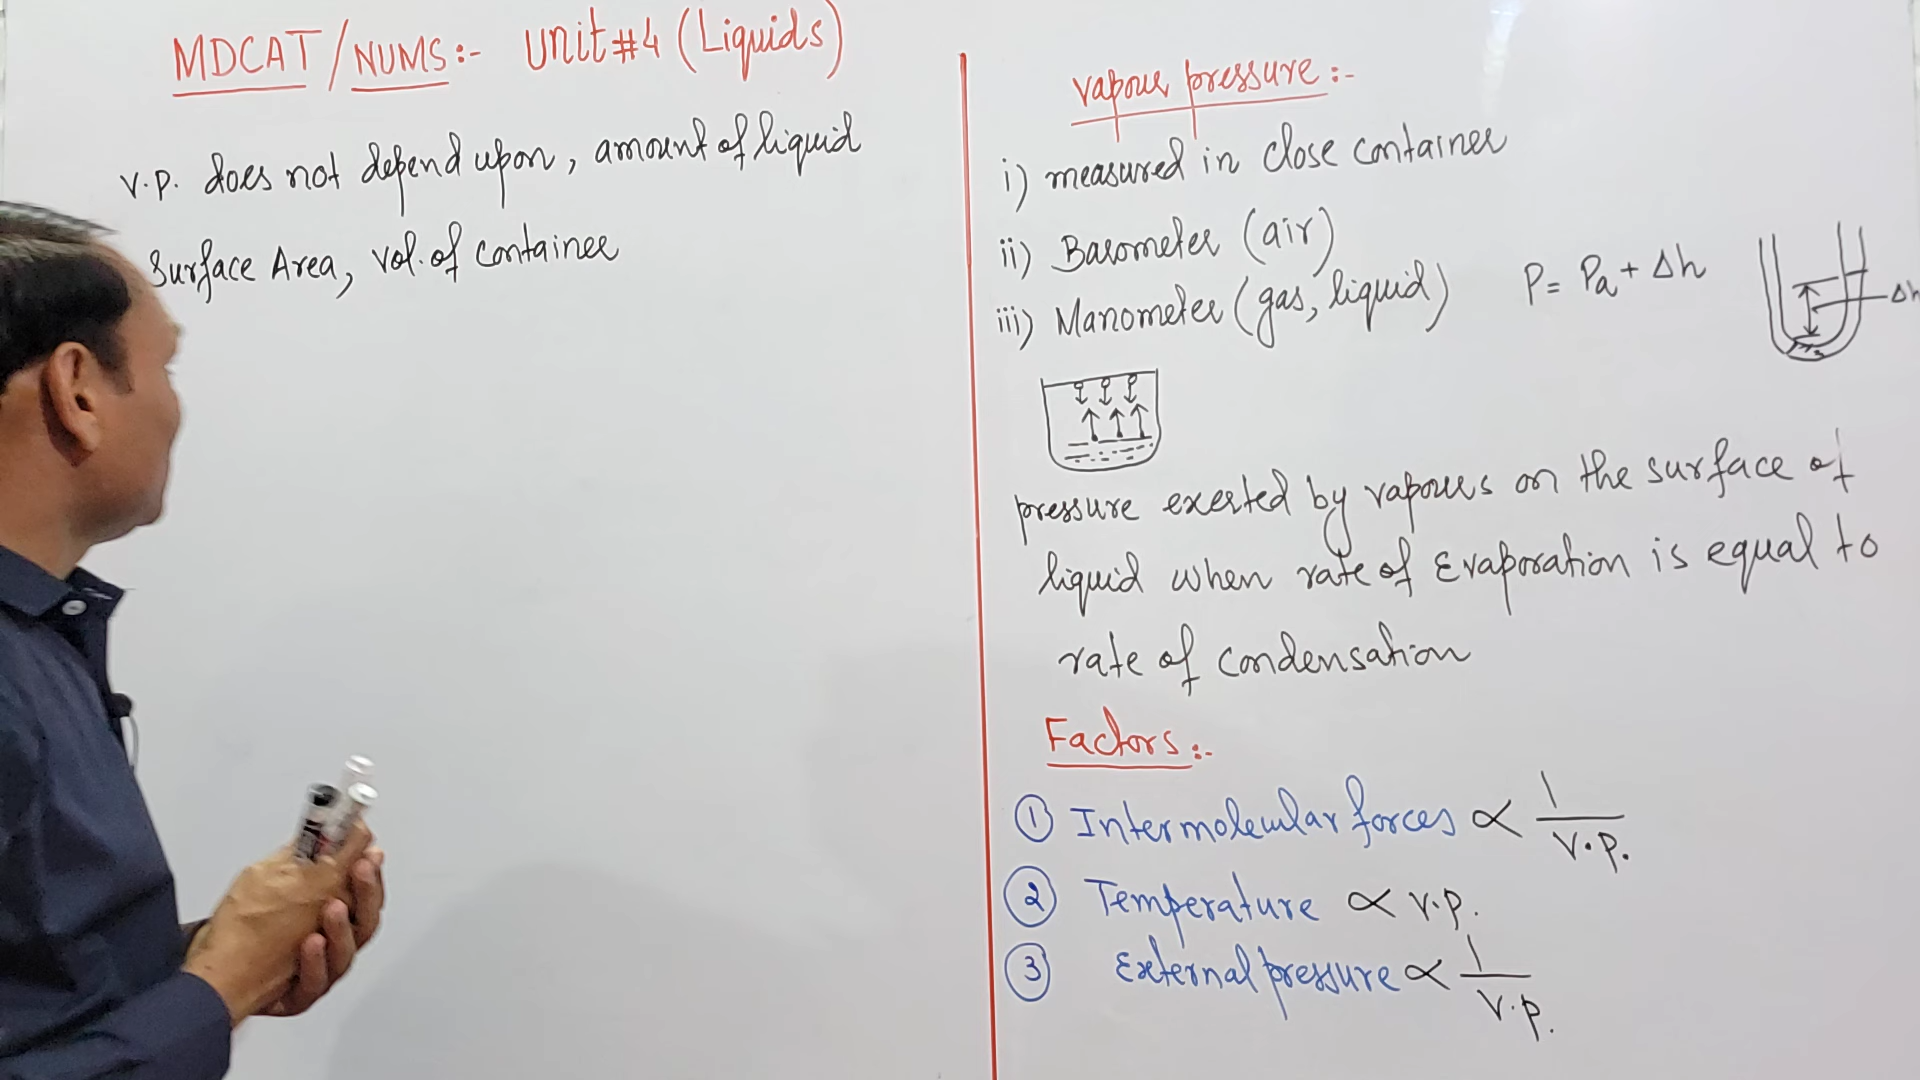 MDCAT/NUMS:- Unit#4 (Liquids)
v.p. does not depend upon, amount of liquid
Surface Area, vol. of container
vapour pressure:-
i) measured in close container
ii) Barometer (air)
iii) Manometer (gas, liquid) P = Pa + Δh
Δh
pressure exerted by vapours on the surface of
liquid when rate of Evaporation is equal to
rate of condensation
Factors:-
① Intermolecular forces ∝ 1/v.p.
② Temperature ∝ v.p.
③ External pressure ∝ 1/v.p.